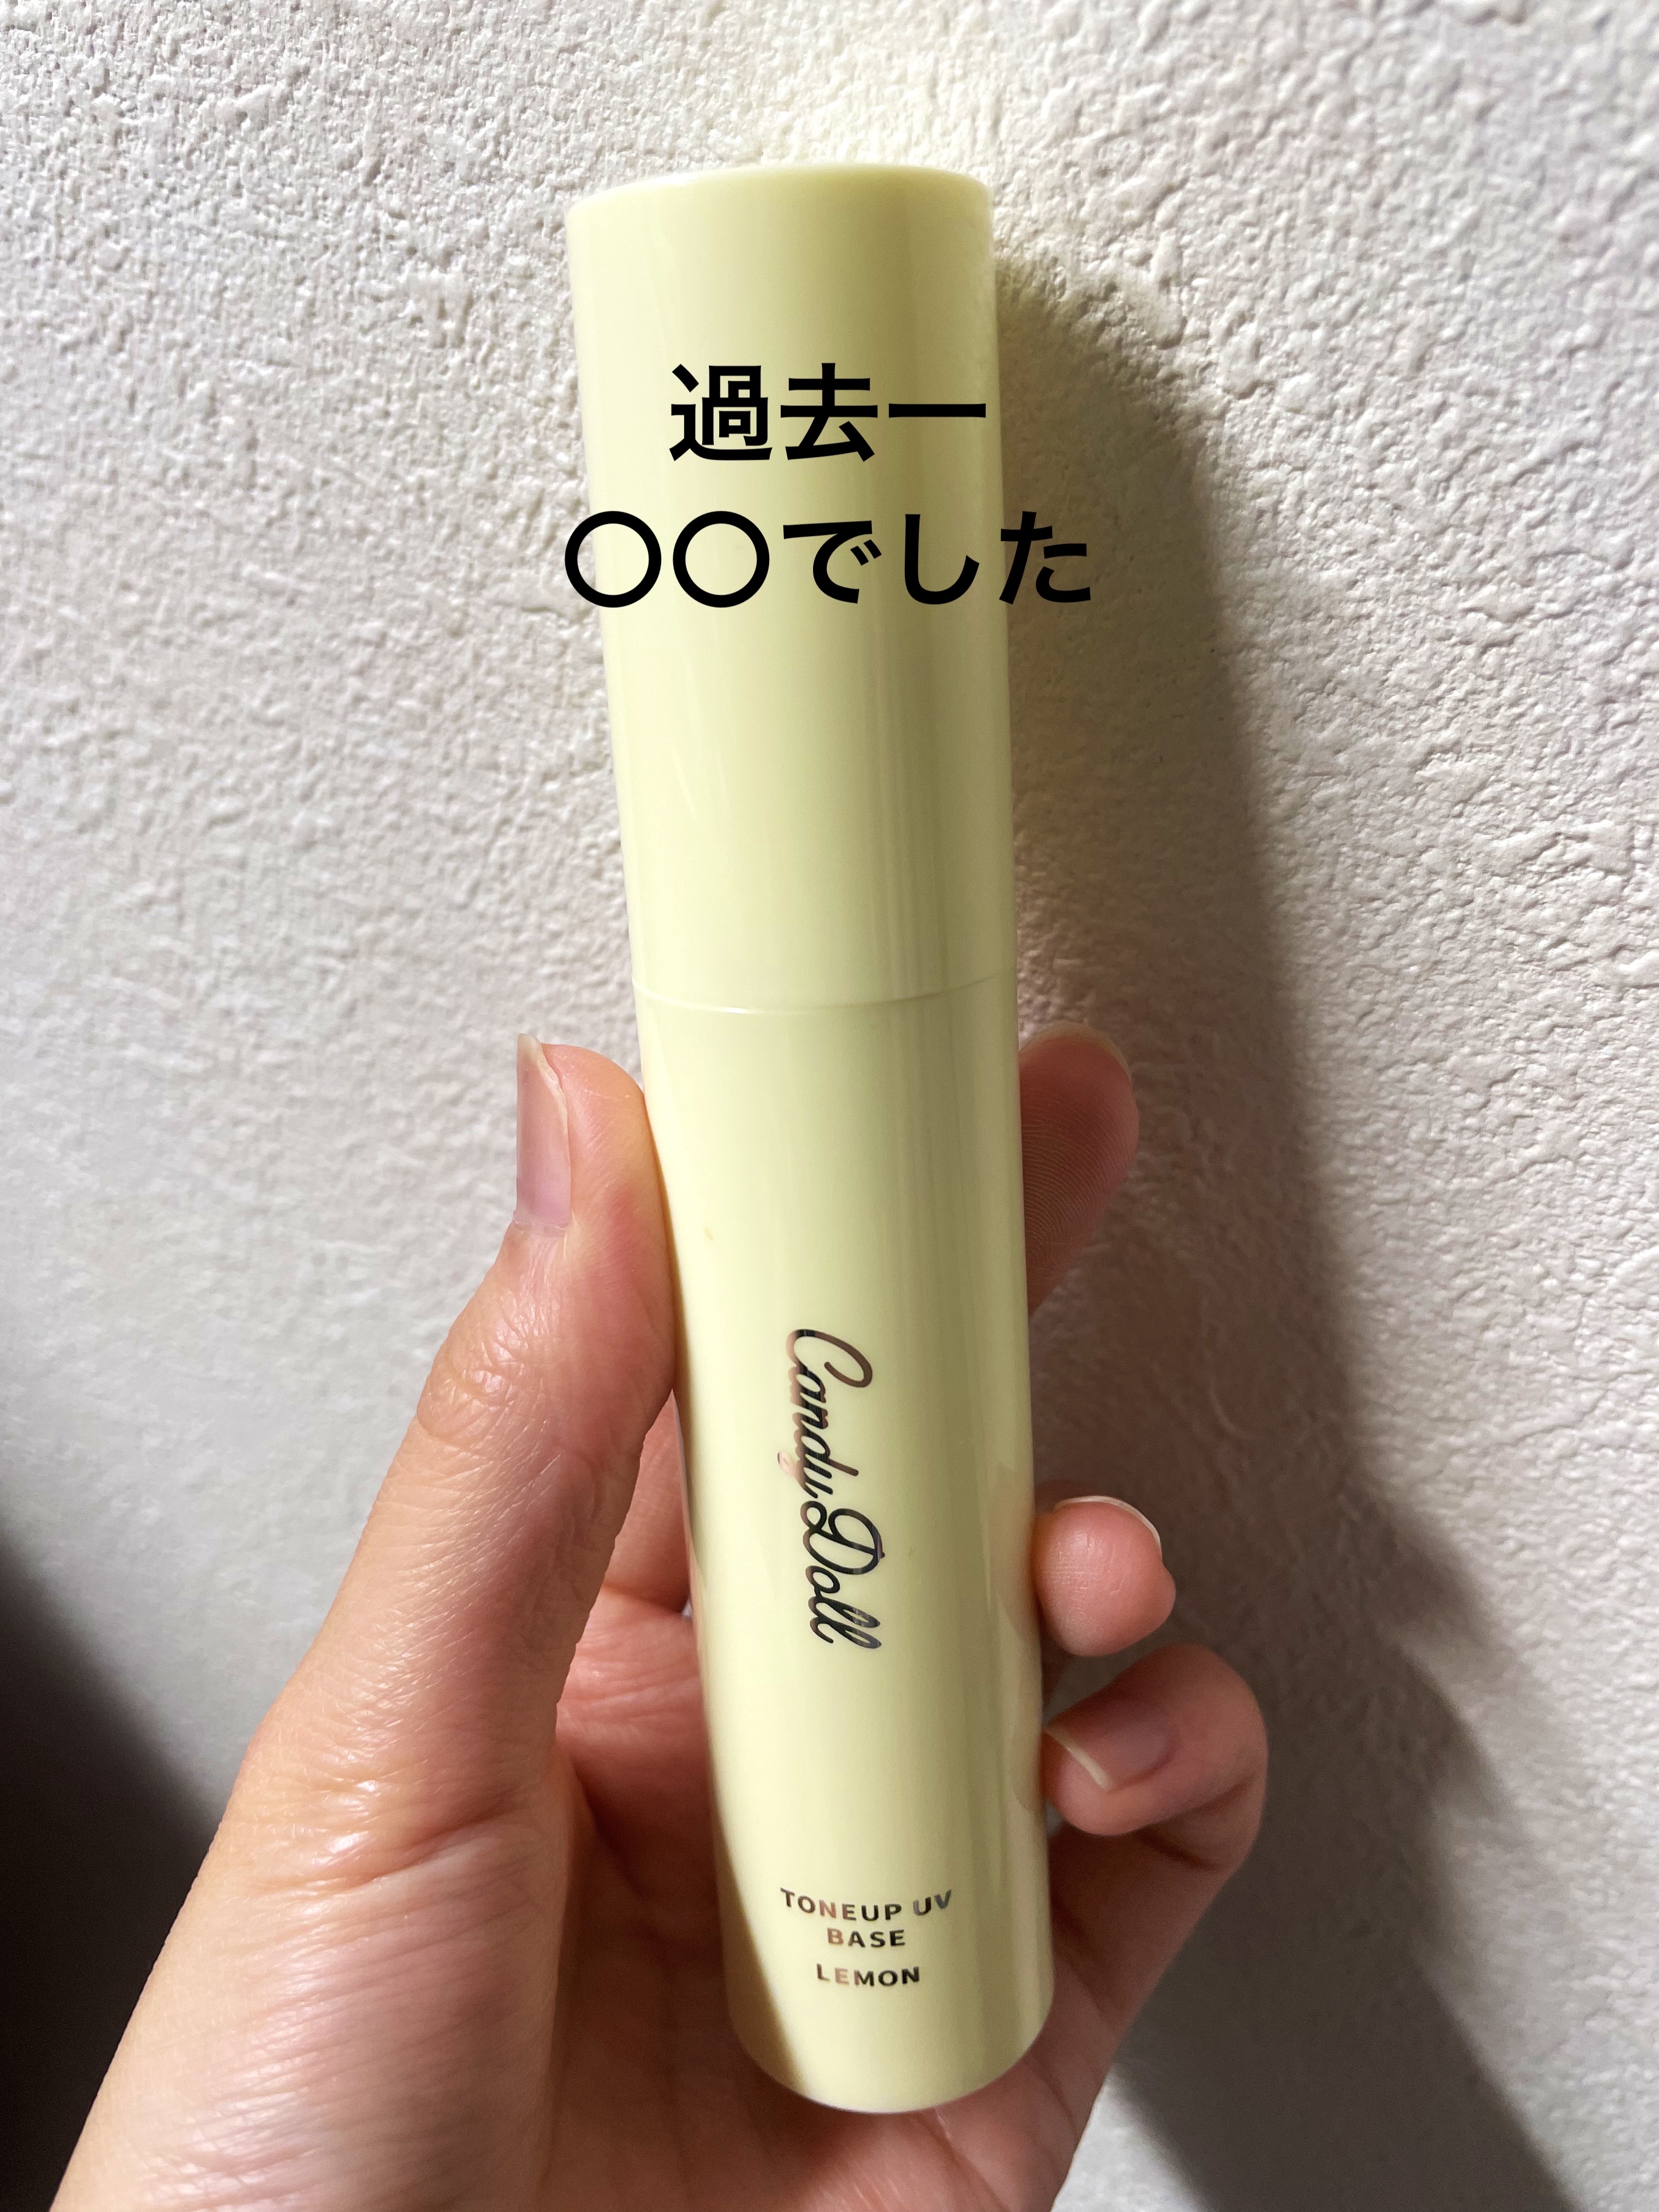 過去一
〇〇でした
CandyDoll
TONEUP UV
BASE
LEMON